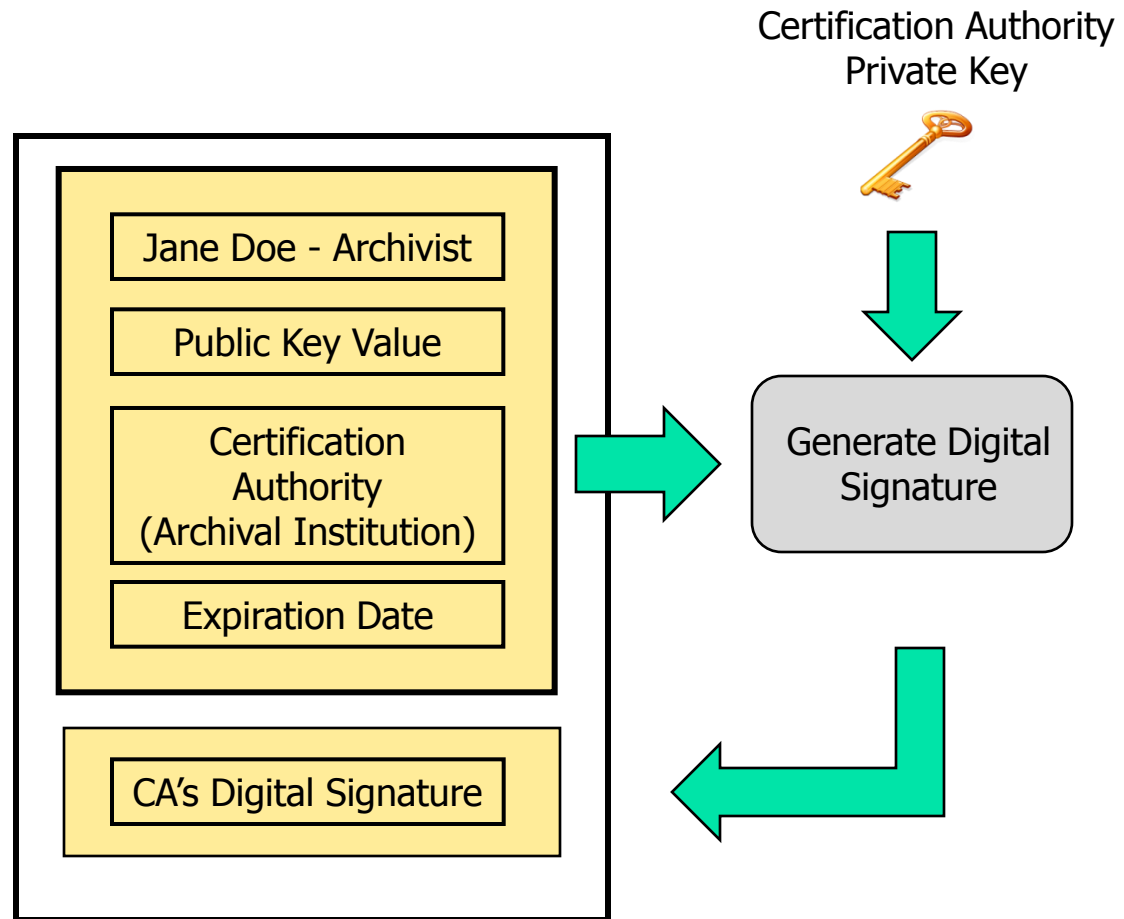 Certification Authority
Private Key
Jane Doe - Archivist
Public Key Value
Certification
Authority
(Archival Institution)
Expiration Date
Generate Digital
Signature
CA’s Digital Signature